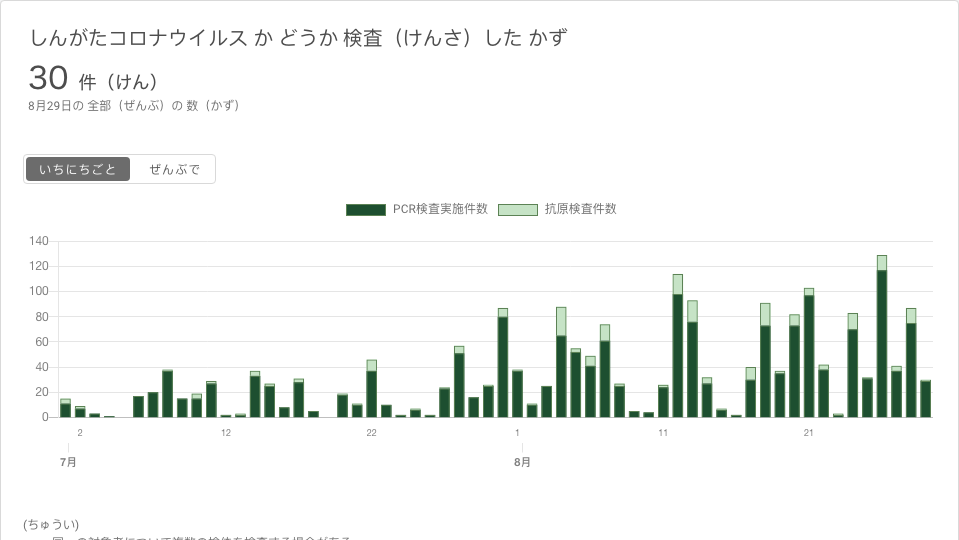 しんがたコロナウイルス か どうか 検査（けんさ）した かず
30 件（けん）
8月29日の 全部（ぜんぶ）の 数（かず）
いちにちごと ぜんぶで
PCR検査実施件数 抗原検査件数
140
120
100
80
60
40
20
0
2 12 22 1 11 21
7月 8月
(ちゅうい)